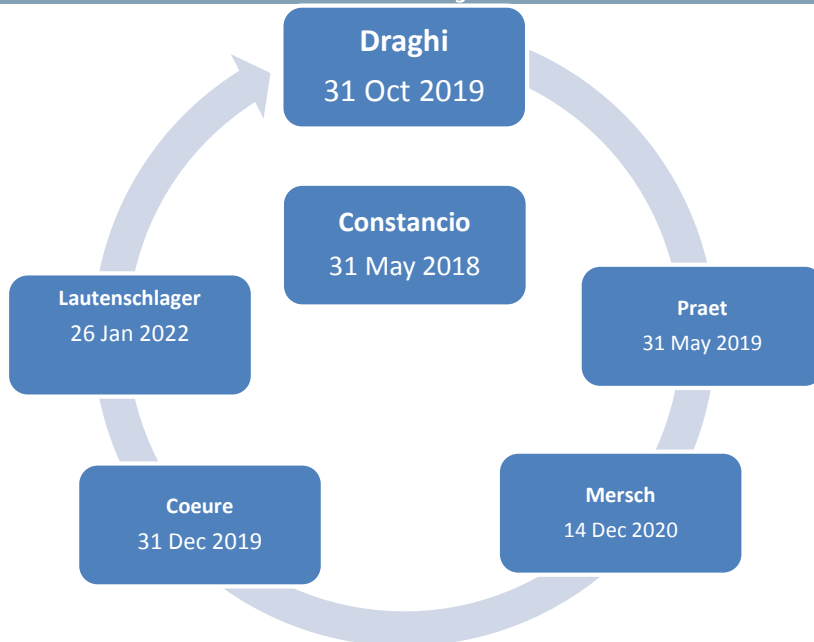 Draghi
31 Oct 2019
Constancio
31 May 2018
Lautenschlager
26 Jan 2022
Praet
31 May 2019
Coeure
31 Dec 2019
Mersch
14 Dec 2020